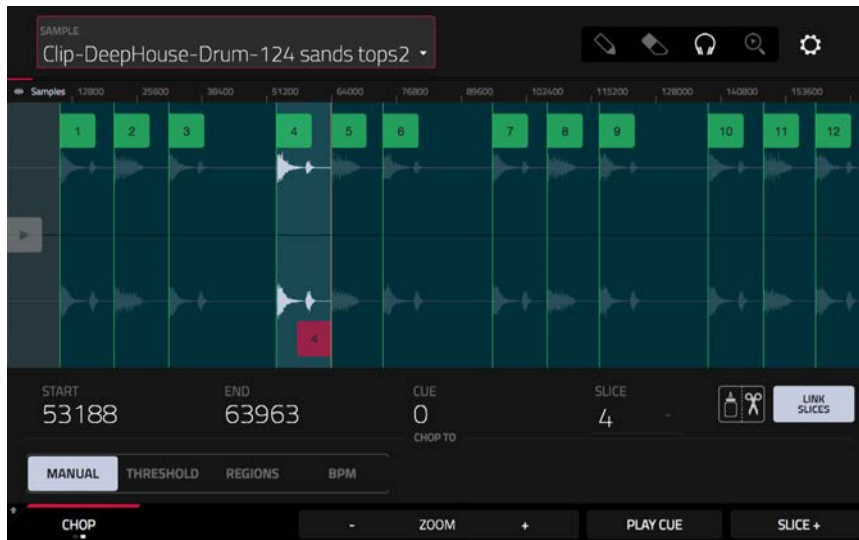 SAMPLE
Clip-DeepHouse-Drum-124 sands tops2
Samples 12800 25600 38400 51200 64000 76800 89600 102400 115200 128000 140800 153600
1 2 3 4 5 6 7 8 9 10 11 12
4
START END CUE SLICE
53188 63963 0 4
LINK
SLICES
CHOP TO
MANUAL THRESHOLD REGIONS BPM
CHOP - ZOOM + PLAY CUE SLICE +